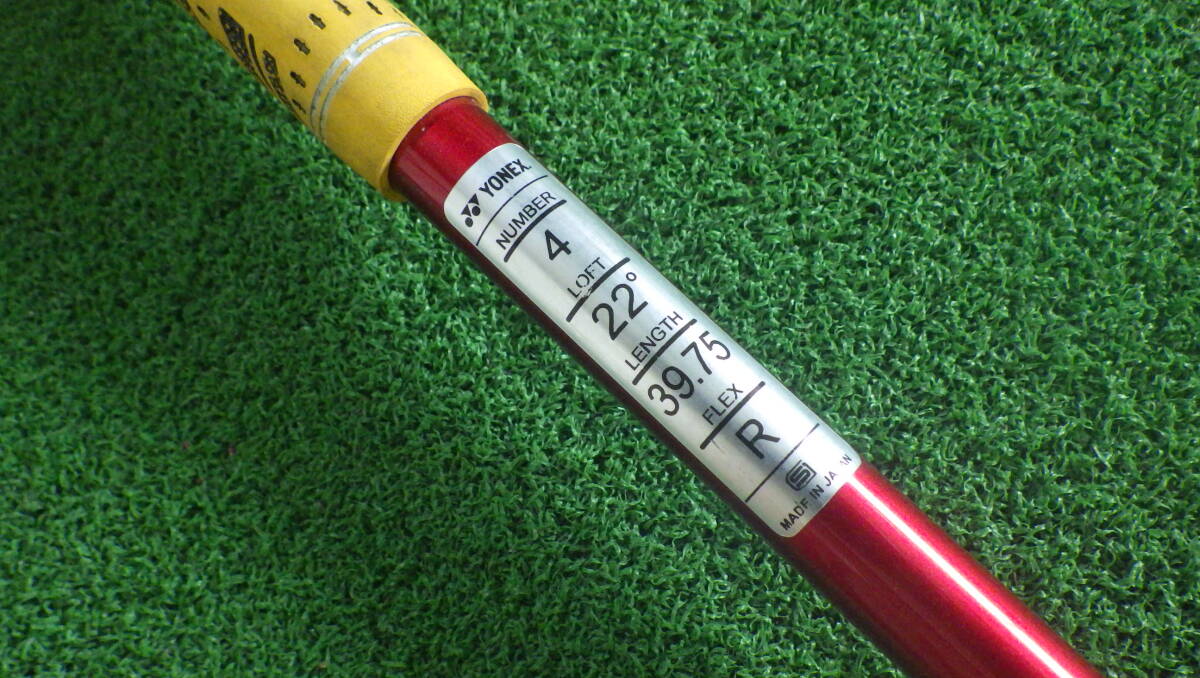 YONEX
NUMBER
4
LOFT
22°
LENGTH
39.75
FLEX
R
S
MADE IN JAPAN